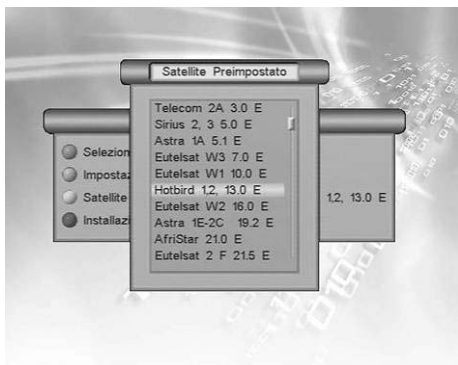 Satellite Preimpostato
Telecom 2A 3.0 E
Sirius 2, 3 5.0 E
Astra 1A 5.1 E
Eutelsat W3 7.0 E
Eutelsat W1 10.0 E
Hotbird 1,2, 13.0 E
Eutelsat W2 16.0 E
Astra 1E-2C 19.2 E
AfriStar 21.0 E
Eutelsat 2 F 21.5 E
Selezion
Impostaz
Satellite
Installazi
1,2, 13.0 E